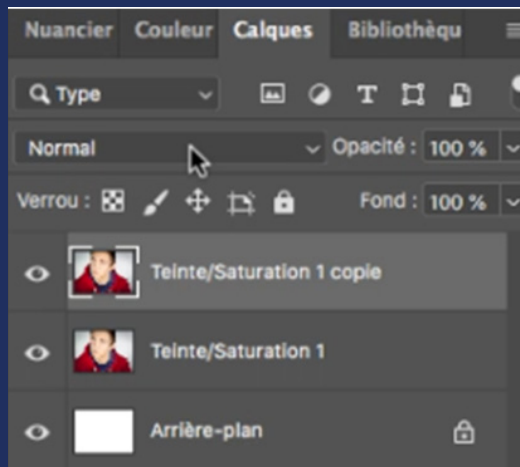 Nuancier Couleur Calques Bibliothèqu
Type
Normal Opacité : 100 %
Verrou : Fond : 100 %
Teinte/Saturation 1 copie
Teinte/Saturation 1
Arrière-plan